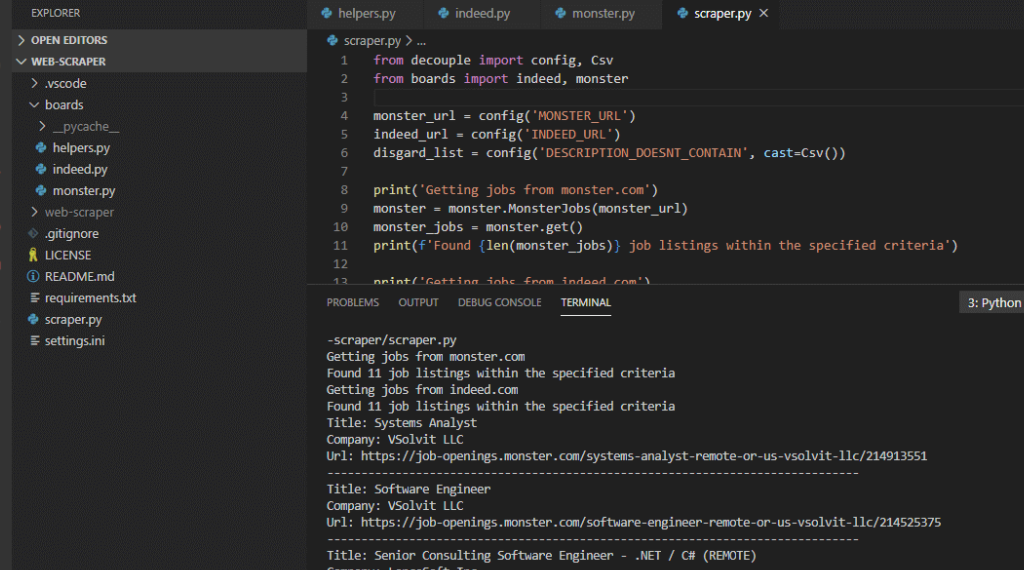 EXPLORER
OPEN EDITORS
WEB-SCRAPER
.vscode
boards
__pycache__
helpers.py
indeed.py
monster.py
web-scraper
.gitignore
LICENSE
README.md
requirements.txt
scraper.py
settings.ini
helpers.py indeed.py monster.py scraper.py
scraper.py > ...
1 from decouple import config, Csv
2 from boards import indeed, monster
3
4 monster_url = config('MONSTER_URL')
5 indeed_url = config('INDEED_URL')
6 disgard_list = config('DESCRIPTION_DOESNT_CONTAIN', cast=Csv())
7
8 print('Getting jobs from monster.com')
9 monster = monster.MonsterJobs(monster_url)
10 monster_jobs = monster.get()
11 print(f'Found {len(monster_jobs)} job listings within the specified criteria')
12
13 print('Getting jobs from indeed.com')
PROBLEMS OUTPUT DEBUG CONSOLE TERMINAL 3: Python
-scraper/scraper.py
Getting jobs from monster.com
Found 11 job listings within the specified criteria
Getting jobs from indeed.com
Found 11 job listings within the specified criteria
Title: Systems Analyst
Company: VSolvit LLC
Url: https://job-openings.monster.com/systems-analyst-remote-or-us-vsolvit-llc/214913551
--------------------------------------------------------------------------------
Title: Software Engineer
Company: VSolvit LLC
Url: https://job-openings.monster.com/software-engineer-remote-or-us-vsolvit-llc/214525375
--------------------------------------------------------------------------------
Title: Senior Consulting Software Engineer - .NET / C# (REMOTE)